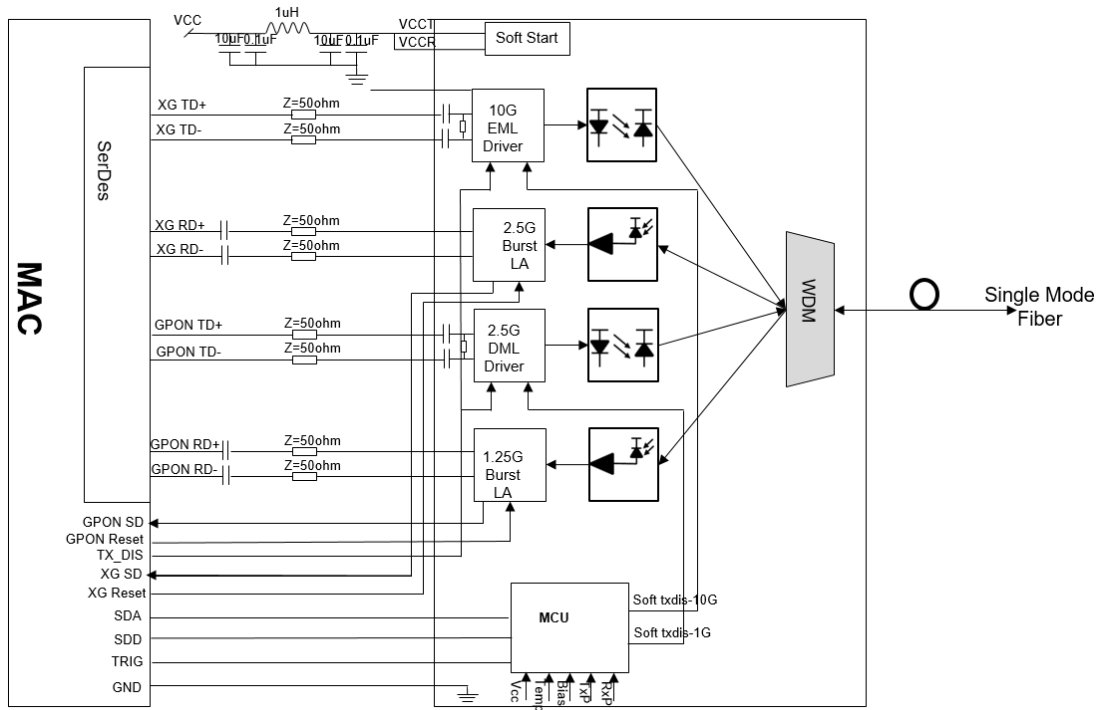 VCC
1uH
10uF
0.1uF
10uF
0.1uF
VCCT
VCCR
Soft Start
MAC
SerDes
XG TD+
Z=50ohm
XG TD-
Z=50ohm
10G
EML
Driver
XG RD+
Z=50ohm
XG RD-
Z=50ohm
2.5G
Burst
LA
WDM
Single Mode
Fiber
GPON TD+
Z=50ohm
GPON TD-
Z=50ohm
2.5G
DML
Driver
GPON RD+
Z=50ohm
GPON RD-
Z=50ohm
1.25G
Burst
LA
GPON SD
GPON Reset
TX_DIS
XG SD
XG Reset
SDA
SDD
TRIG
GND
MCU
Soft txdis-10G
Soft txdis-1G
Vcc
Temp
Bias
TxP
RxP